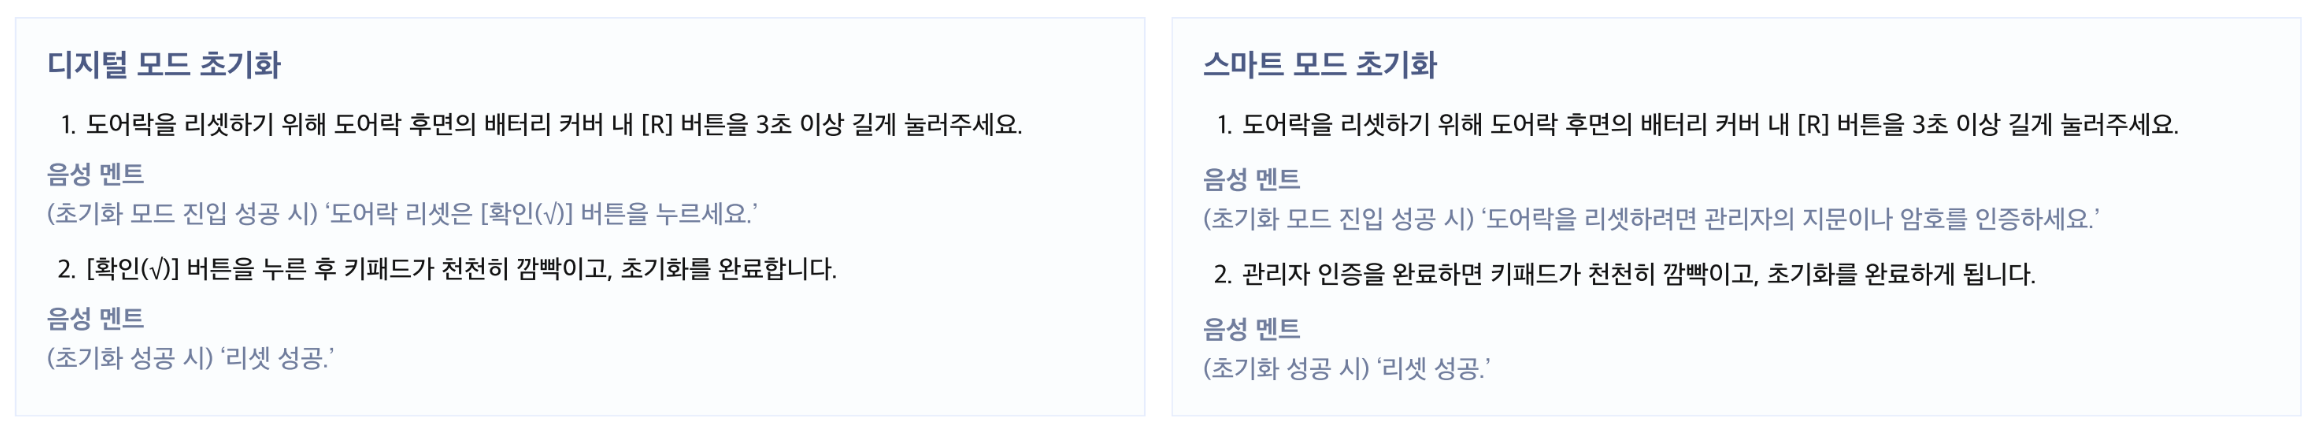 디지털 모드 초기화
1. 도어락을 리셋하기 위해 도어락 후면의 배터리 커버 내 [R] 버튼을 3초 이상 길게 눌러주세요.
음성 멘트
(초기화 모드 진입 성공 시) ‘도어락 리셋은 [확인(√)] 버튼을 누르세요.’
2. [확인(√)] 버튼을 누른 후 키패드가 천천히 깜빡이고, 초기화를 완료합니다.
음성 멘트
(초기화 성공 시) ‘리셋 성공.’
스마트 모드 초기화
1. 도어락을 리셋하기 위해 도어락 후면의 배터리 커버 내 [R] 버튼을 3초 이상 길게 눌러주세요.
음성 멘트
(초기화 모드 진입 성공 시) ‘도어락을 리셋하려면 관리자의 지문이나 암호를 인증하세요.’
2. 관리자 인증을 완료하면 키패드가 천천히 깜빡이고, 초기화를 완료하게 됩니다.
음성 멘트
(초기화 성공 시) ‘리셋 성공.’